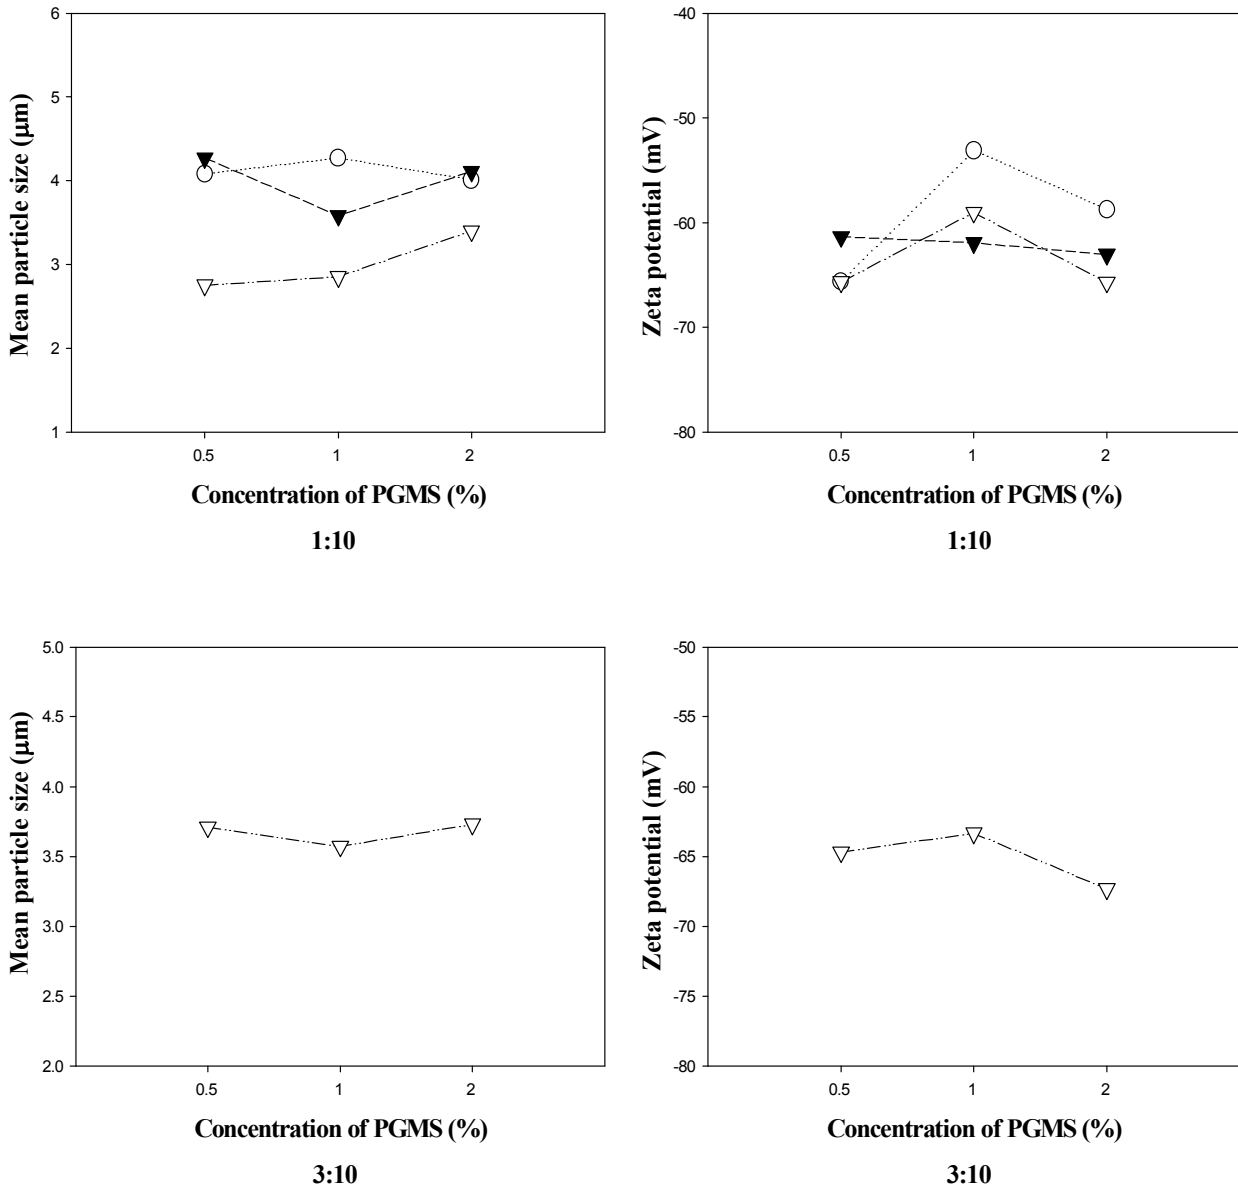 6
5
4
3
2
1
Mean particle size (μm)
0.5 1 2
Concentration of PGMS (%)
1:10
-40
-50
-60
-70
-80
Zeta potential (mV)
0.5 1 2
Concentration of PGMS (%)
1:10
5.0
4.5
4.0
3.5
3.0
2.5
2.0
Mean particle size (μm)
0.5 1 2
Concentration of PGMS (%)
3:10
-50
-55
-60
-65
-70
-75
-80
Zeta potential (mV)
0.5 1 2
Concentration of PGMS (%)
3:10